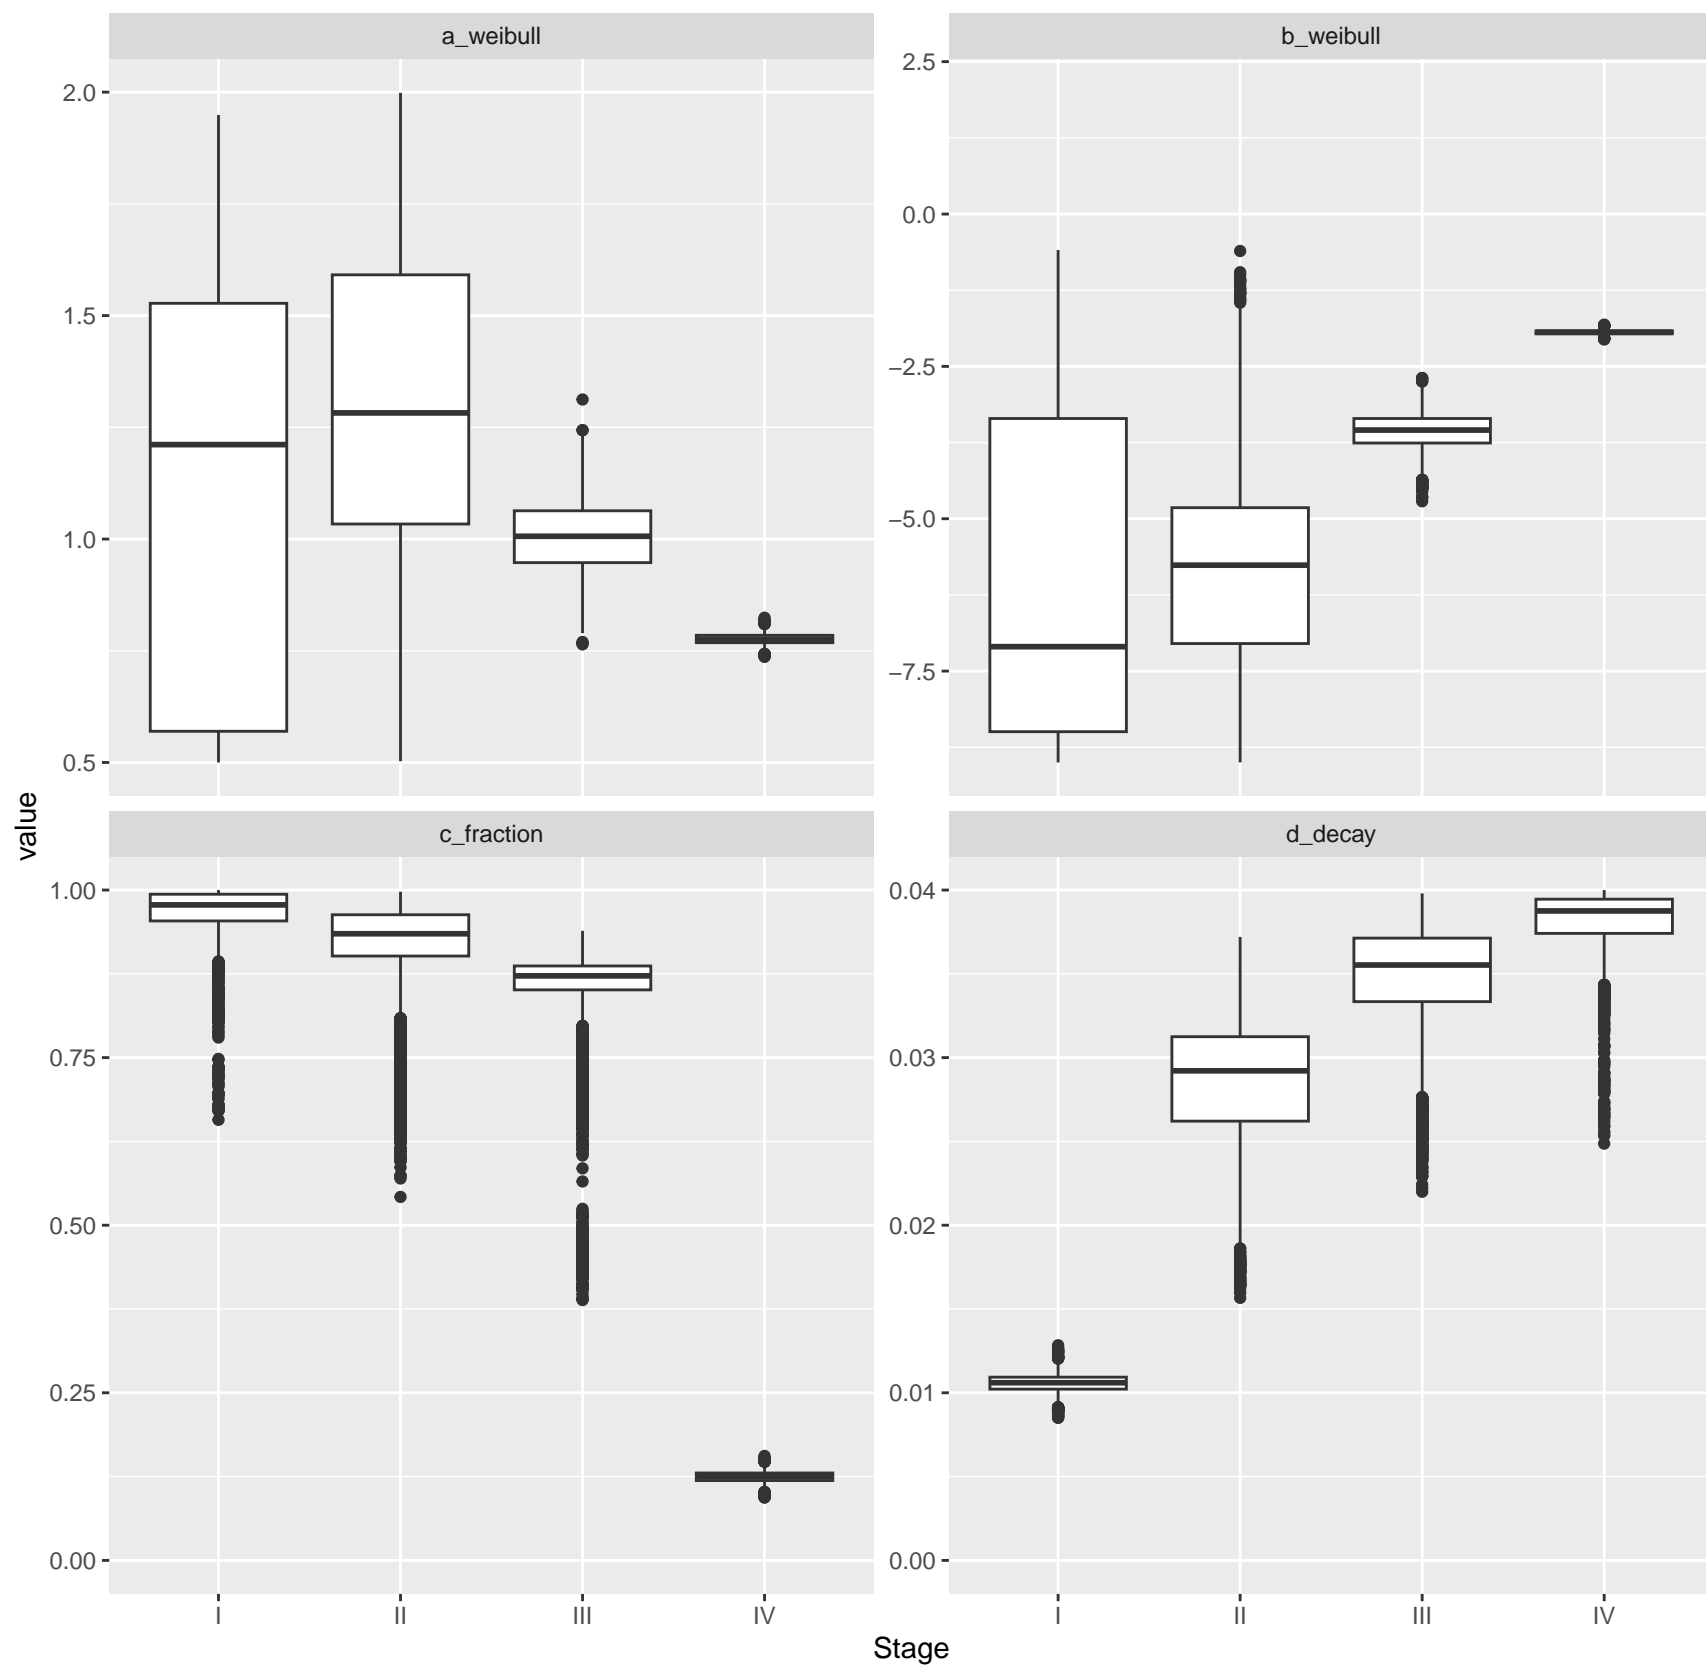 a_weibull
b_weibull
2.0
1.5
1.0
0.5
2.5
0.0
−2.5
−5.0
−7.5
value
c_fraction
d_decay
1.00
0.75
0.50
0.25
0.00
0.04
0.03
0.02
0.01
0.00
I II III IV
I II III IV
Stage